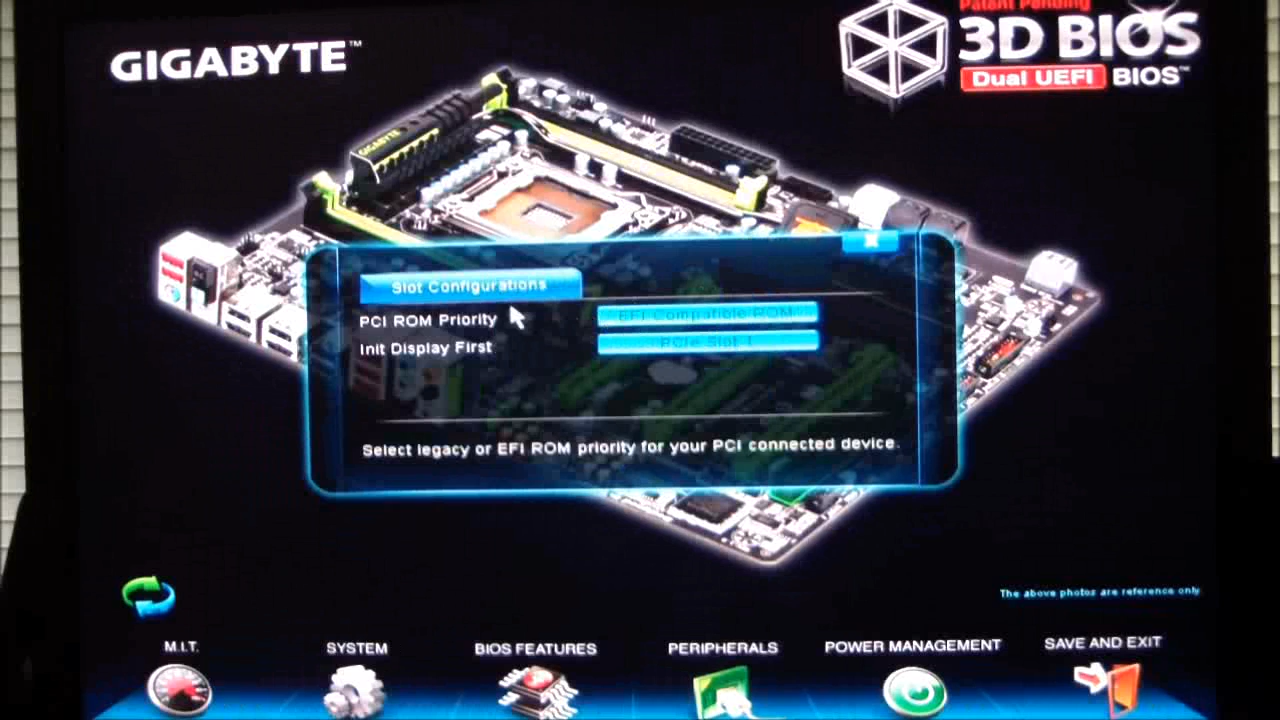 GIGABYTE™
Patent Pending
3D BIOS
Dual UEFI BIOS™
GIGABYTE
Slot Configurations
PCI ROM Priority
EFI Compatible ROM
Init Display First
PCIe Slot 1
Select legacy or EFI ROM priority for your PCI connected device.
The above photos are reference only
M.I.T.
SYSTEM
BIOS FEATURES
PERIPHERALS
POWER MANAGEMENT
SAVE AND EXIT